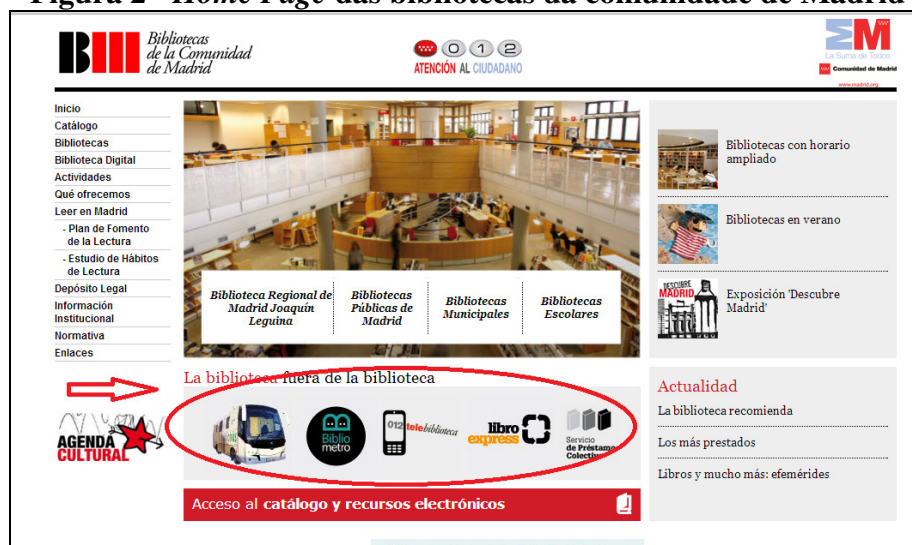 Figura 2 - Home Page das bibliotecas da comunidade de Madrid
Bibliotecas
de la Comunidad
de Madrid
0 1 2
ATENCIÓN AL CIUDADANO
La Suma de Todos
Comunidad de Madrid
www.madrid.org
Inicio
Catálogo
Bibliotecas
Biblioteca Digital
Actividades
Qué ofrecemos
Leer en Madrid
- Plan de Fomento
de la Lectura
- Estudio de Hábitos
de Lectura
Depósito Legal
Información
Institucional
Normativa
Enlaces
AGENDA
CULTURAL
Biblioteca Regional de
Madrid Joaquín
Leguina
Bibliotecas
Públicas de
Madrid
Bibliotecas
Municipales
Bibliotecas
Escolares
La biblioteca fuera de la biblioteca
Biblio
metro
012 telebiblioteca
libro
express
Servicio
de Préstamo
Colectivo
Acceso al catálogo y recursos electrónicos
Bibliotecas con horario
ampliado
Bibliotecas en verano
DESCUBRE
MADRID
Exposición 'Descubre
Madrid'
Actualidad
La biblioteca recomienda
Los más prestados
Libros y mucho más: efemérides